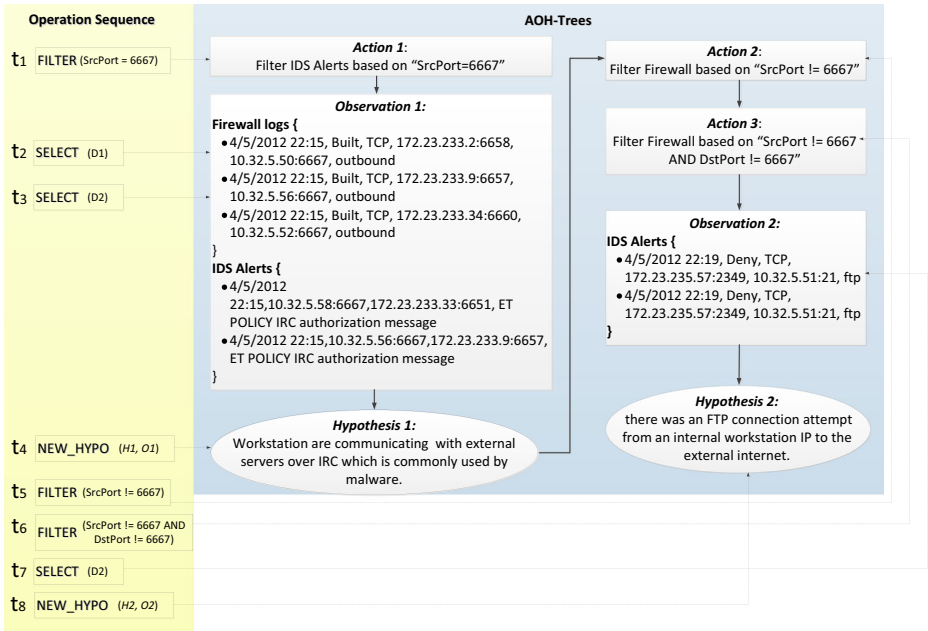 Operation Sequence
t1 FILTER (SrcPort = 6667)
t2 SELECT (D1)
t3 SELECT (D2)
t4 NEW_HYPO (H1, O1)
t5 FILTER (SrcPort != 6667)
t6 FILTER (SrcPort != 6667 AND
DstPort != 6667)
t7 SELECT (D2)
t8 NEW_HYPO (H2, O2)
AOH-Trees
Action 1:
Filter IDS Alerts based on “SrcPort=6667”
Observation 1:
Firewall logs {
• 4/5/2012 22:15, Built, TCP, 172.23.233.2:6658,
10.32.5.50:6667, outbound
• 4/5/2012 22:15, Built, TCP, 172.23.233.9:6657,
10.32.5.56:6667, outbound
• 4/5/2012 22:15, Built, TCP, 172.23.233.34:6660,
10.32.5.52:6667, outbound
}
IDS Alerts {
• 4/5/2012
22:15,10.32.5.58:6667,172.23.233.33:6651, ET
POLICY IRC authorization message
• 4/5/2012 22:15,10.32.5.56:6667,172.23.233.9:6657,
ET POLICY IRC authorization message
}
Hypothesis 1:
Workstation are communicating with external
servers over IRC which is commonly used by
malware.
Action 2:
Filter Firewall based on “SrcPort != 6667”
Action 3:
Filter Firewall based on “SrcPort != 6667
AND DstPort != 6667”
Observation 2:
IDS Alerts {
• 4/5/2012 22:19, Deny, TCP,
172.23.235.57:2349, 10.32.5.51:21, ftp
• 4/5/2012 22:19, Deny, TCP,
172.23.235.57:2349, 10.32.5.51:21, ftp
}
Hypothesis 2:
there was an FTP connection attempt
from an internal workstation IP to the
external internet.